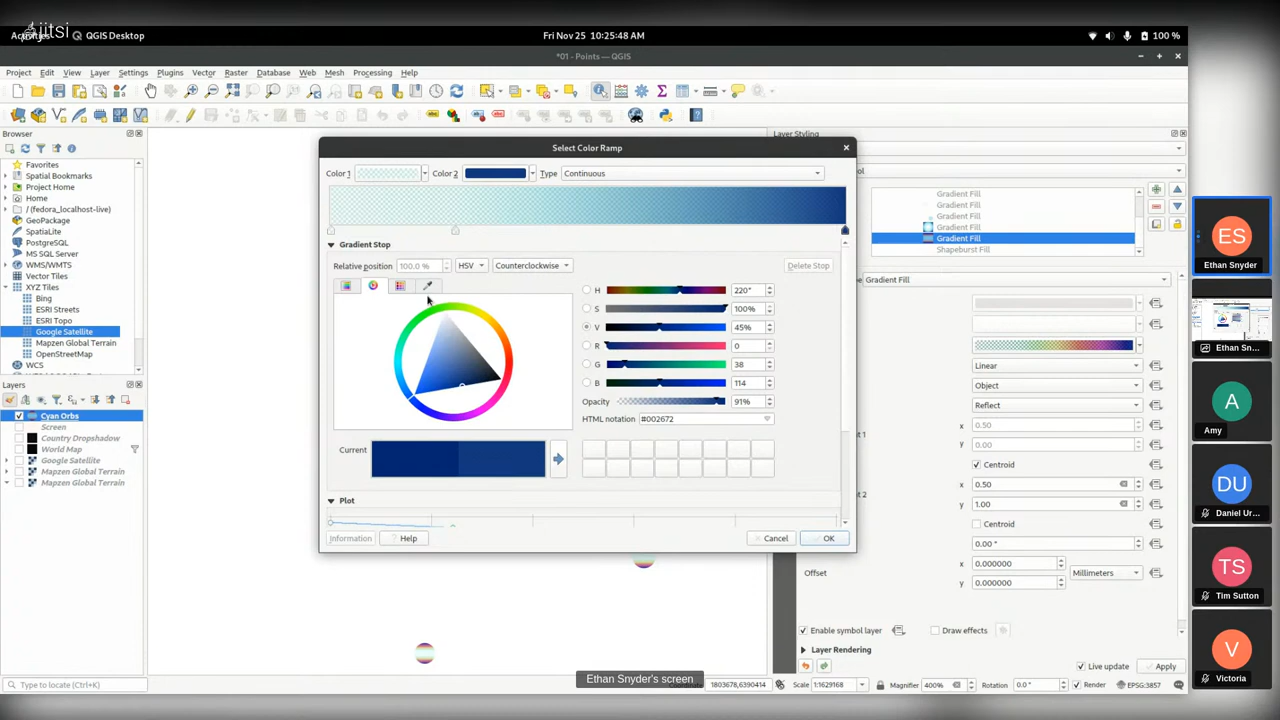 jitsi
Activities QGIS Desktop Fri Nov 25 10:25:48 AM 100 %
*01 - Points — QGIS
Project Edit View Layer Settings Plugins Vector Raster Database Web Mesh Processing Help
Browser
Favorites
Spatial Bookmarks
Project Home
Home
/ (fedora_localhost-live)
GeoPackage
SpatiaLite
PostgreSQL
MS SQL Server
WMS/WMTS
Vector Tiles
XYZ Tiles
Bing
ESRI Streets
ESRI Topo
Google Satellite
Mapzen Global Terrain
OpenStreetMap
WCS
Layers
Cyan Orbs
Screen
Country Dropshadow
World Map
Google Satellite
Mapzen Global Terrain
Mapzen Global Terrain
Type to locate (Ctrl+K)
Select Color Ramp
Color 1 Color 2 Type Continuous
Gradient Stop
Relative position 100.0 % HSV Counterclockwise Delete Stop
H 220°
S 100%
V 45%
R 0
G 38
B 114
Opacity 91%
HTML notation #002672
Current
Plot
Information Help Cancel OK
Layer Styling
Gradient Fill
Gradient Fill
Gradient Fill
Gradient Fill
Gradient Fill
Shapeburst Fill
Gradient Fill
Linear
Object
Reflect
x 0.50
y 0.00
Centroid
x 0.50
y 1.00
Centroid
0.00 °
x 0.000000
Offset Millimeters
y 0.000000
Enable symbol layer Draw effects
Layer Rendering
Live update Apply
1803678,6390414 Scale 1:1629168 Magnifier 400% Rotation 0.0 ° Render EPSG:3857
Ethan Snyder's screen
ES
Ethan Snyder
Ethan Sn...
A
Amy
DU
Daniel Ur...
TS
Tim Sutton
V
Victoria